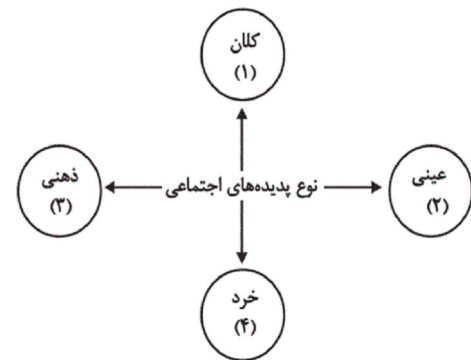 کلان
(۱)
عینی
(۲)
نوع پدیده‌های اجتماعی
ذهنی
(۳)
خرد
(۴)